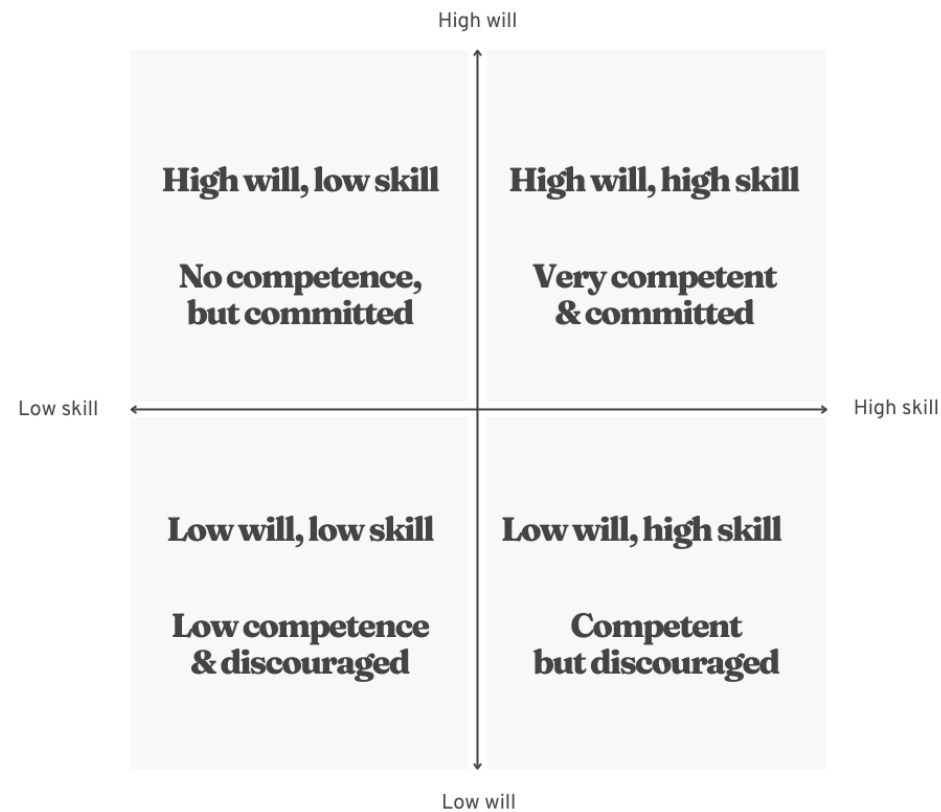 High will
High will, low skill
No competence,
but committed
High will, high skill
Very competent
& committed
Low skill
High skill
Low will, low skill
Low competence
& discouraged
Low will, high skill
Competent
but discouraged
Low will